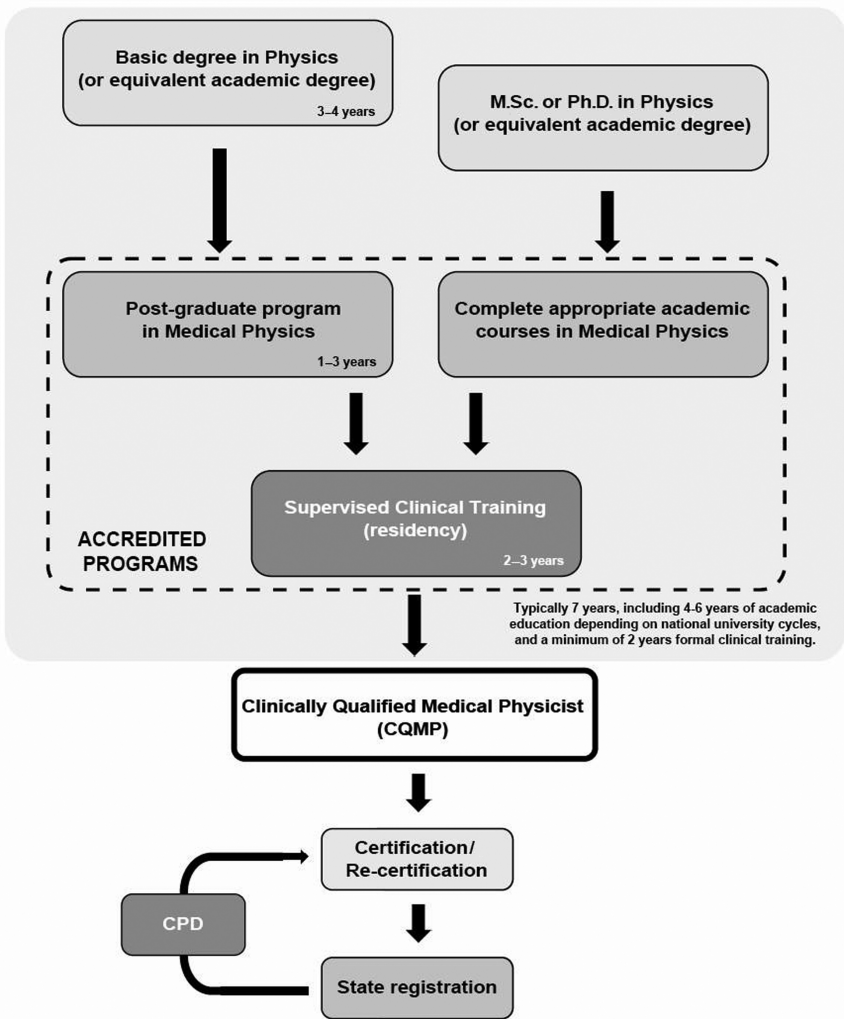 Basic degree in Physics
(or equivalent academic degree)
3–4 years
M.Sc. or Ph.D. in Physics
(or equivalent academic degree)
Post-graduate program
in Medical Physics
1–3 years
Complete appropriate academic
courses in Medical Physics
Supervised Clinical Training
(residency)
2–3 years
ACCREDITED
PROGRAMS
Typically 7 years, including 4-6 years of academic
education depending on national university cycles,
and a minimum of 2 years formal clinical training.
Clinically Qualified Medical Physicist
(CQMP)
Certification/
Re-certification
CPD
State registration